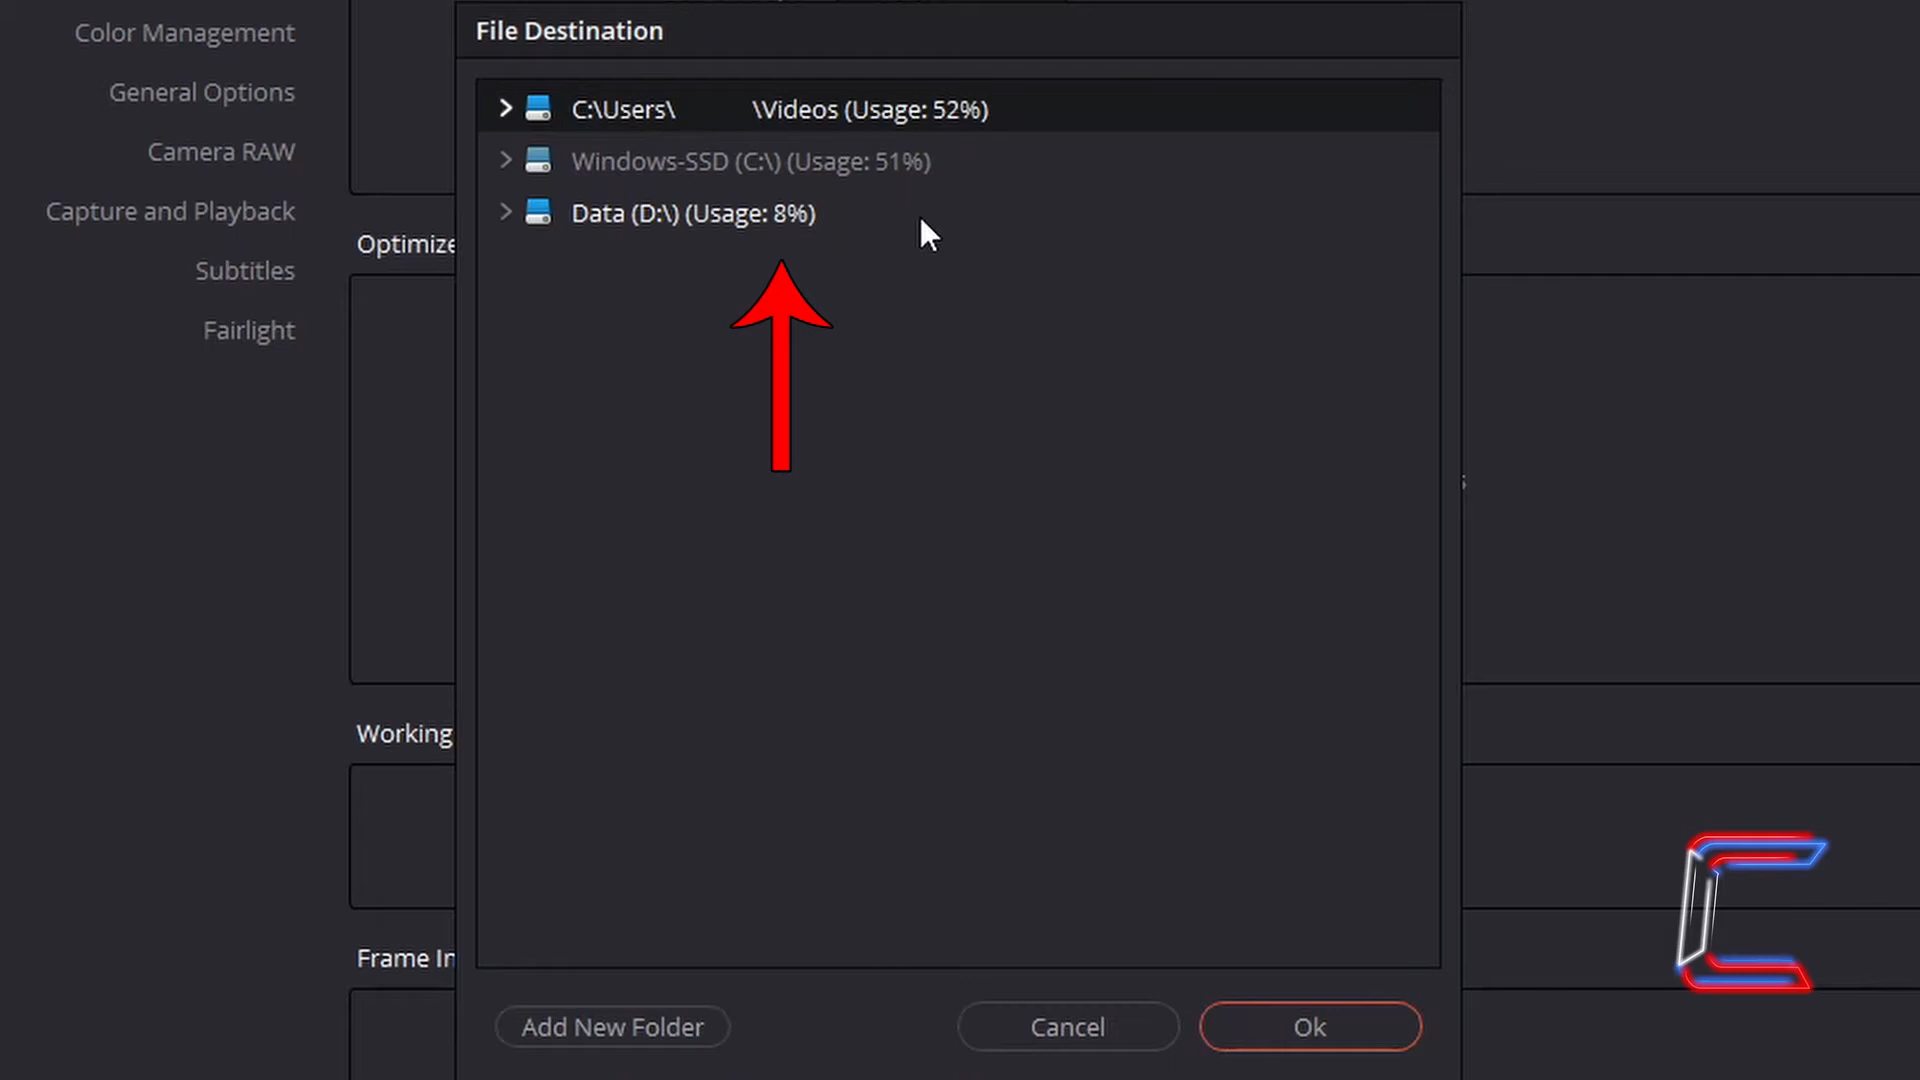 Color Management
General Options
Camera RAW
Capture and Playback
Subtitles
Fairlight
Optimize
Working
Frame In
File Destination
C:\Users\ \Videos (Usage: 52%)
Windows-SSD (C:\) (Usage: 51%)
Data (D:\) (Usage: 8%)
Add New Folder
Cancel
Ok